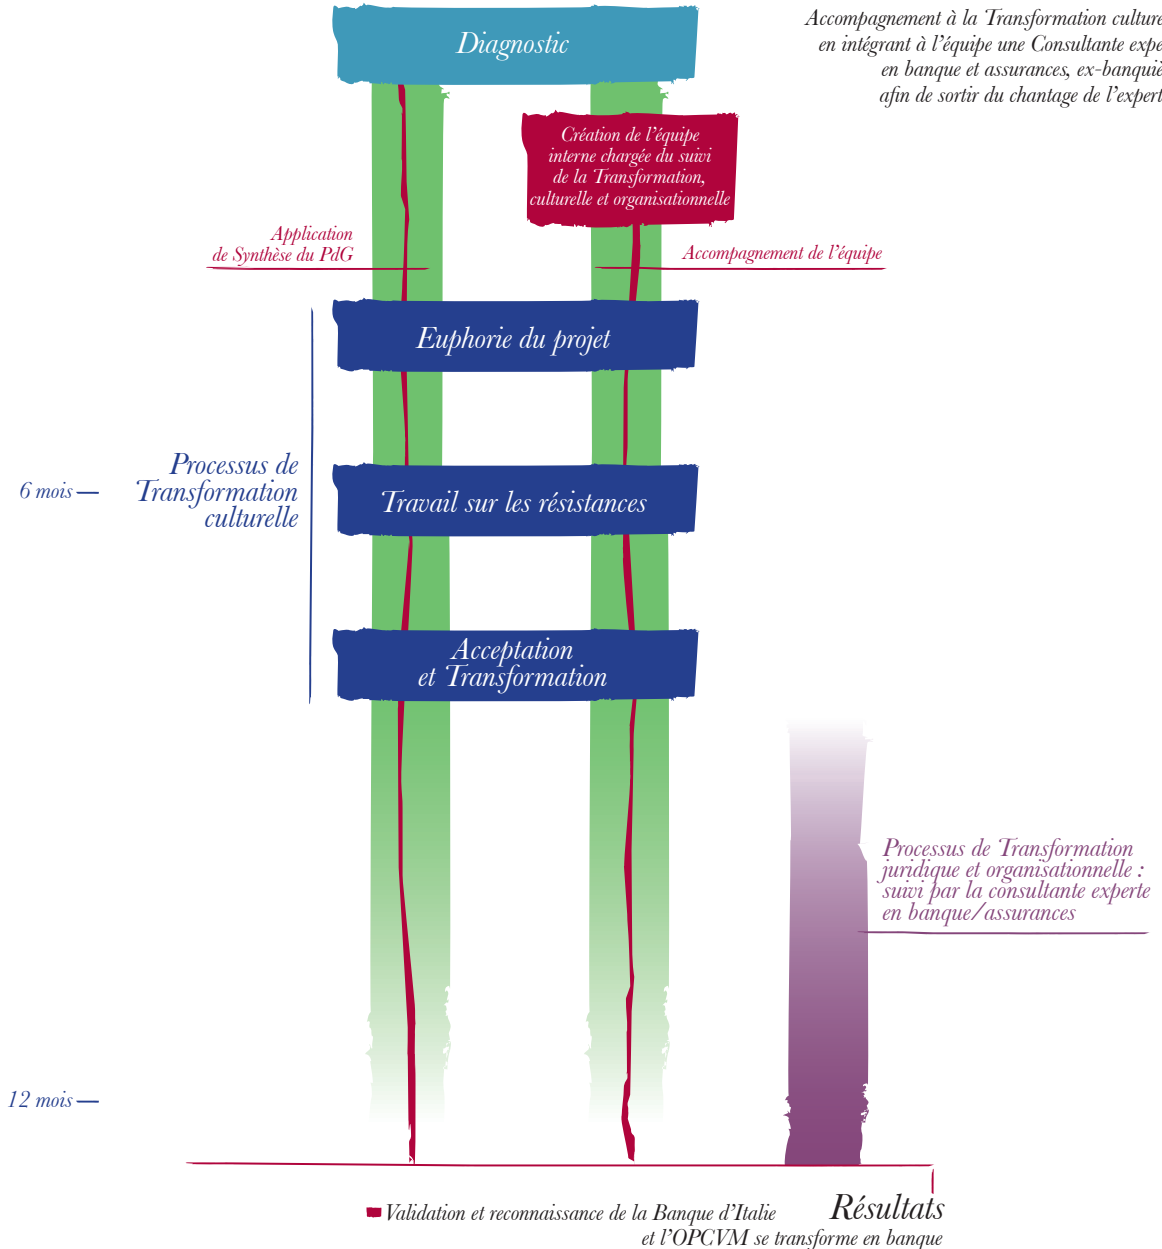 Diagnostic
Accompagnement à la Transformation culture
en intégrant à l'équipe une Consultante expe
en banque et assurances, ex-banquiè
afin de sortir du chantage de l'expert
Création de l'équipe
interne chargée du suivi
de la Transformation,
culturelle et organisationnelle
Application
de Synthèse du PdG
Accompagnement de l'équipe
Euphorie du projet
Processus de
Transformation
culturelle
6 mois
Travail sur les résistances
Acceptation
et Transformation
Processus de Transformation
juridique et organisationnelle :
suivi par la consultante experte
en banque/assurances
12 mois
Résultats
Validation et reconnaissance de la Banque d'Italie
et l'OPCVM se transforme en banque